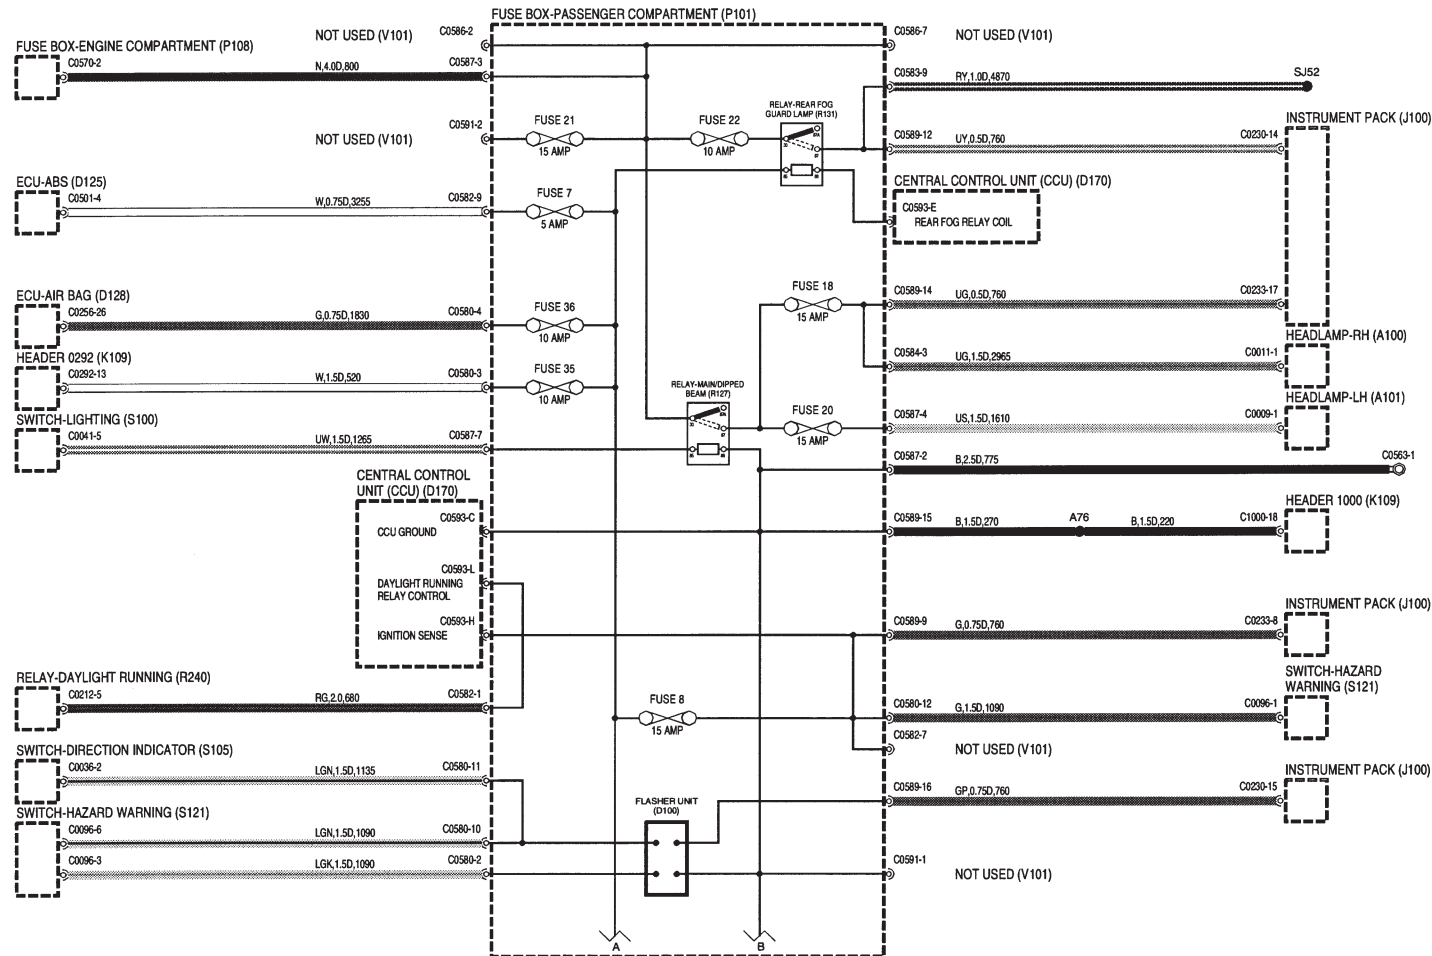 FUSE BOX-PASSENGER COMPARTMENT (P101)
NOT USED (V101)
C0586-2
C0586-7
NOT USED (V101)
FUSE BOX-ENGINE COMPARTMENT (P108)
C0570-2
N,4.0D,800
C0587-3
C0583-9
RY,1.0D,4870
SJ52
NOT USED (V101)
C0591-2
FUSE 21
15 AMP
FUSE 22
10 AMP
RELAY-REAR FOG
GUARD LAMP (R131)
87A
30
87
86
85
C0589-12
UY,0.5D,760
C0230-14
INSTRUMENT PACK (J100)
ECU-ABS (D125)
C0501-4
W,0.75D,3255
C0582-9
FUSE 7
5 AMP
CENTRAL CONTROL UNIT (CCU) (D170)
C0593-E
REAR FOG RELAY COIL
ECU-AIR BAG (D128)
C0256-26
G,0.75D,1830
C0580-4
FUSE 36
10 AMP
FUSE 18
15 AMP
C0589-14
UG,0.5D,760
C0233-17
HEADER 0292 (K109)
C0292-13
W,1.5D,520
C0580-3
FUSE 35
10 AMP
C0584-3
UG,1.5D,2965
C0011-1
HEADLAMP-RH (A100)
SWITCH-LIGHTING (S100)
C0041-5
UW,1.5D,1265
C0587-7
RELAY-MAIN/DIPPED
BEAM (R127)
87A
30
87
FUSE 20
15 AMP
C0587-4
US,1.5D,1610
C0009-1
HEADLAMP-LH (A101)
C0587-2
B,2.5D,775
C0563-1
CENTRAL CONTROL
UNIT (CCU) (D170)
C0593-C
CCU GROUND
C0589-15
B,1.5D,270
A76
B,1.5D,220
C1000-18
HEADER 1000 (K109)
C0593-L
DAYLIGHT RUNNING
RELAY CONTROL
C0593-H
IGNITION SENSE
C0589-9
G,0.75D,760
C0233-8
INSTRUMENT PACK (J100)
RELAY-DAYLIGHT RUNNING (R240)
C0212-5
RG,2.0,680
C0582-1
FUSE 8
15 AMP
C0580-12
G,1.5D,1090
C0096-1
SWITCH-HAZARD
WARNING (S121)
C0582-7
NOT USED (V101)
SWITCH-DIRECTION INDICATOR (S105)
C0036-2
LGN,1.5D,1135
C0580-11
C0589-16
GP,0.75D,760
C0230-15
INSTRUMENT PACK (J100)
SWITCH-HAZARD WARNING (S121)
C0096-6
LGN,1.5D,1090
C0580-10
FLASHER UNIT
(D100)
C0096-3
LGK,1.5D,1090
C0580-2
C0591-1
NOT USED (V101)
A
B